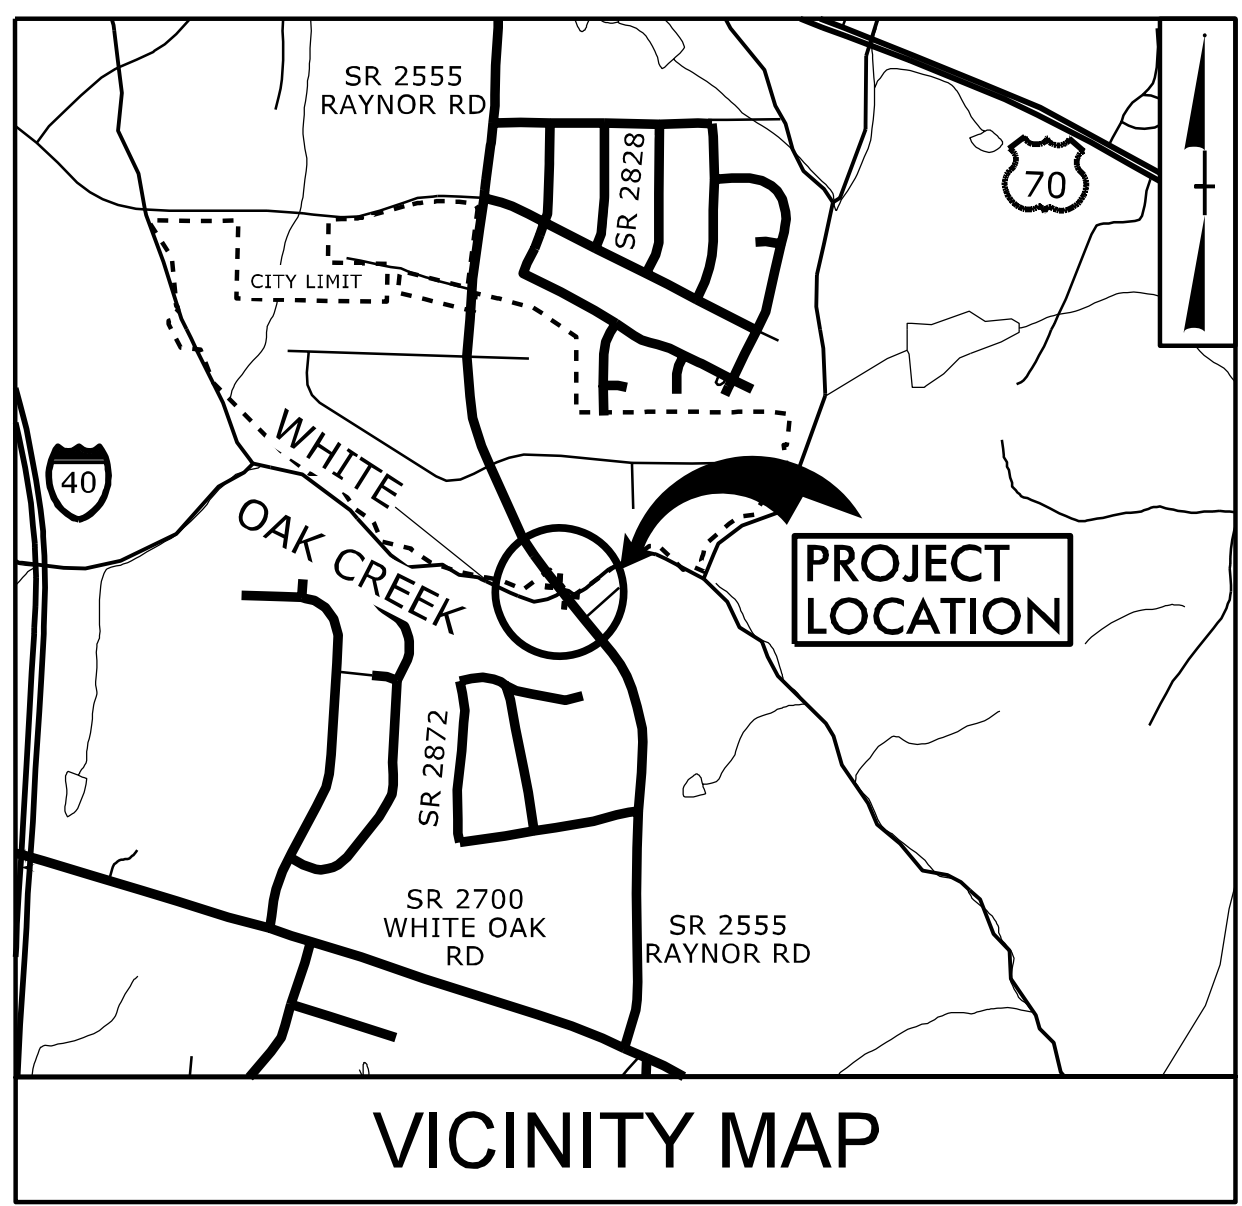 SR 2555
RAYNOR RD
SR 2828
70
CITY LIMIT
WHITE
40
OAK CREEK
PROJECT
LOCATION
SR 2872
SR 2700
WHITE OAK
RD
SR 2555
RAYNOR RD
VICINITY MAP